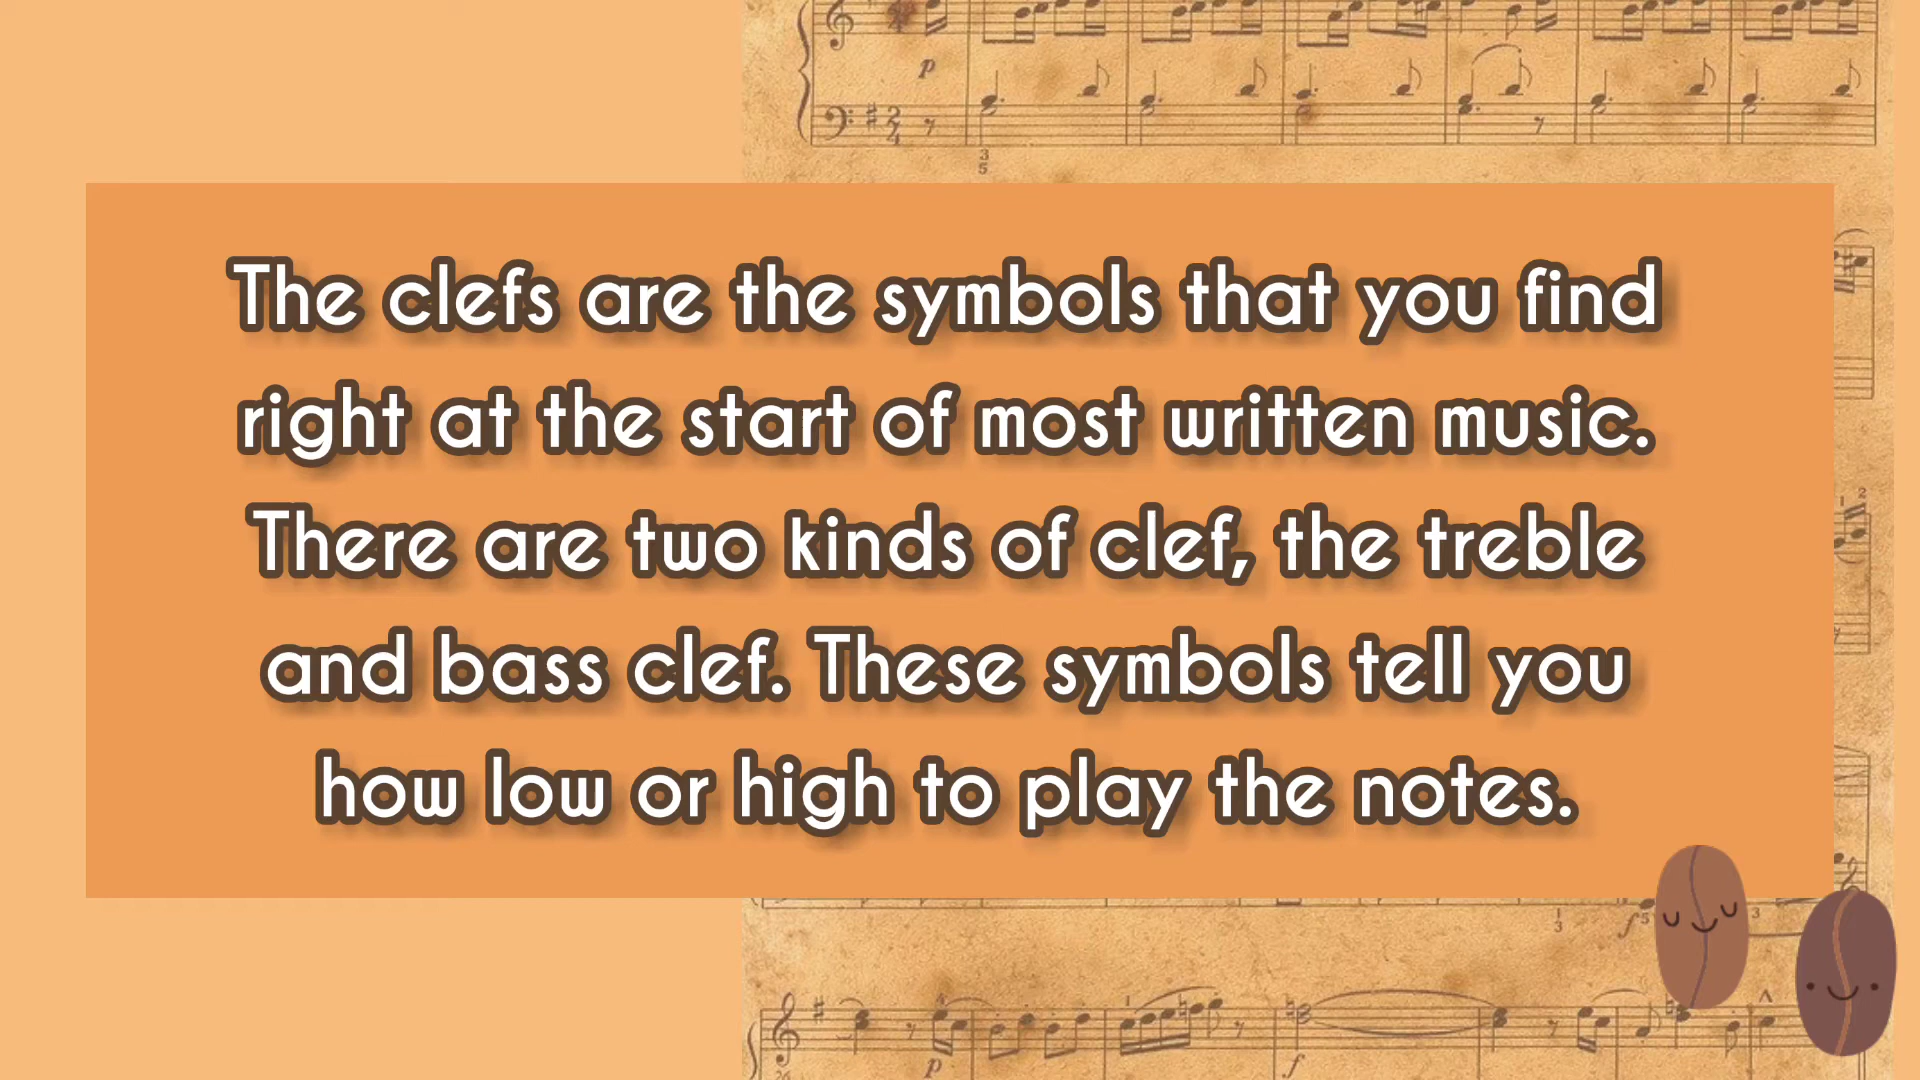 The clefs are the symbols that you find
right at the start of most written music.
There are two kinds of clef, the treble
and bass clef. These symbols tell you
how low or high to play the notes.